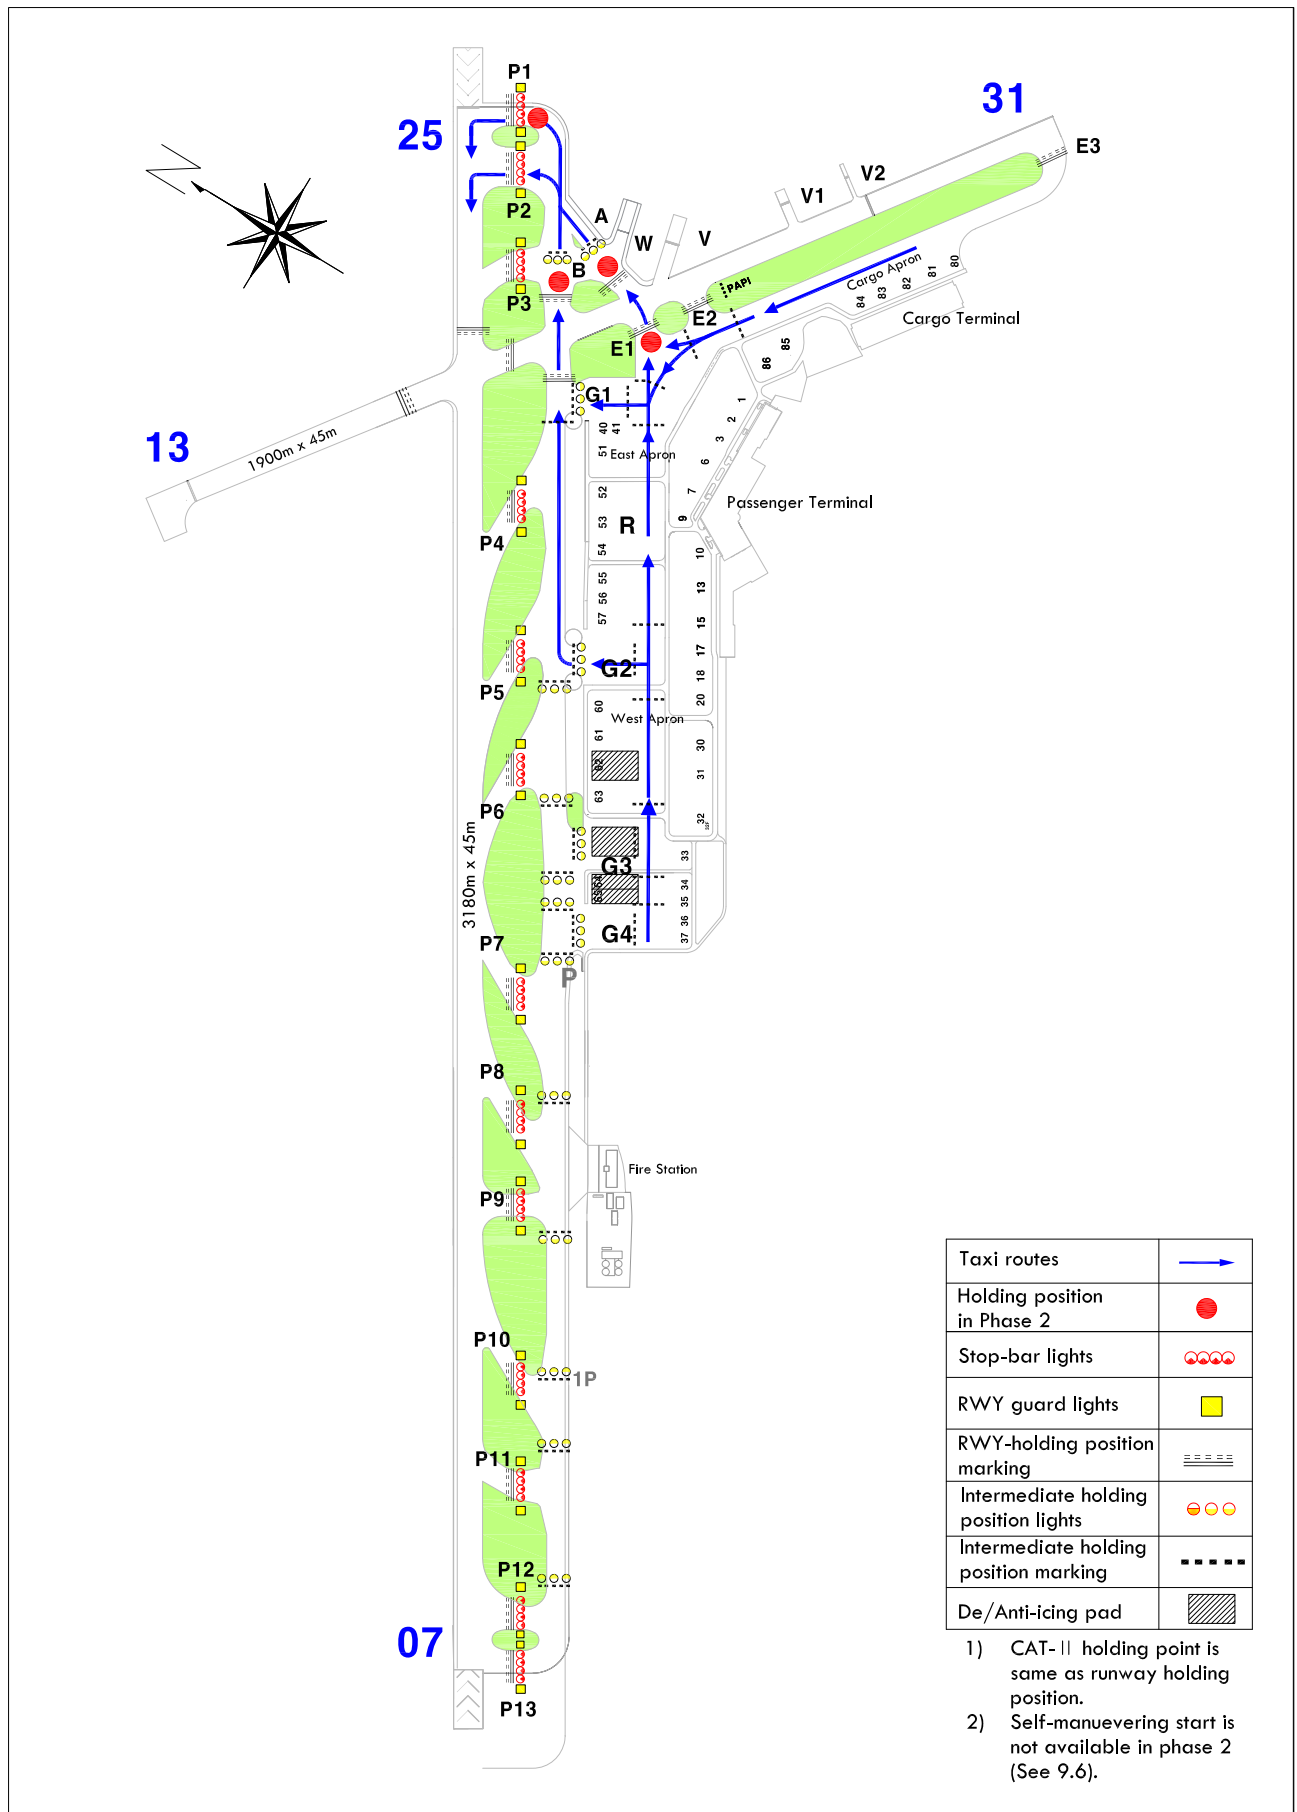 P1
31
25
E3
V2
V1
P2
A
W
V
B
Cargo Apron
80
81
82
83
84
PAPI
P3
E2
Cargo Terminal
E1
85
86
G1
1
2
3
6
7
9
40
41
51
East Apron
13
1900m x 45m
52
53
54
R
Passenger Terminal
P4
10
13
15
17
18
20
55
56
57
G2
P5
60
61
62
63
West Apron
30
31
32
P6
3180m x 45m
G3
33
34
35
36
37
64
65
P7
G4
P
P8
Fire Station
P9
P10
1P
P11
P12
07
P13
Taxi routes
Holding position
in Phase 2
Stop-bar lights
RWY guard lights
RWY-holding position
marking
Intermediate holding
position lights
Intermediate holding
position marking
De/Anti-icing pad
1) CAT-II holding point is
same as runway holding
position.
2) Self-manuevering start is
not available in phase 2
(See 9.6).